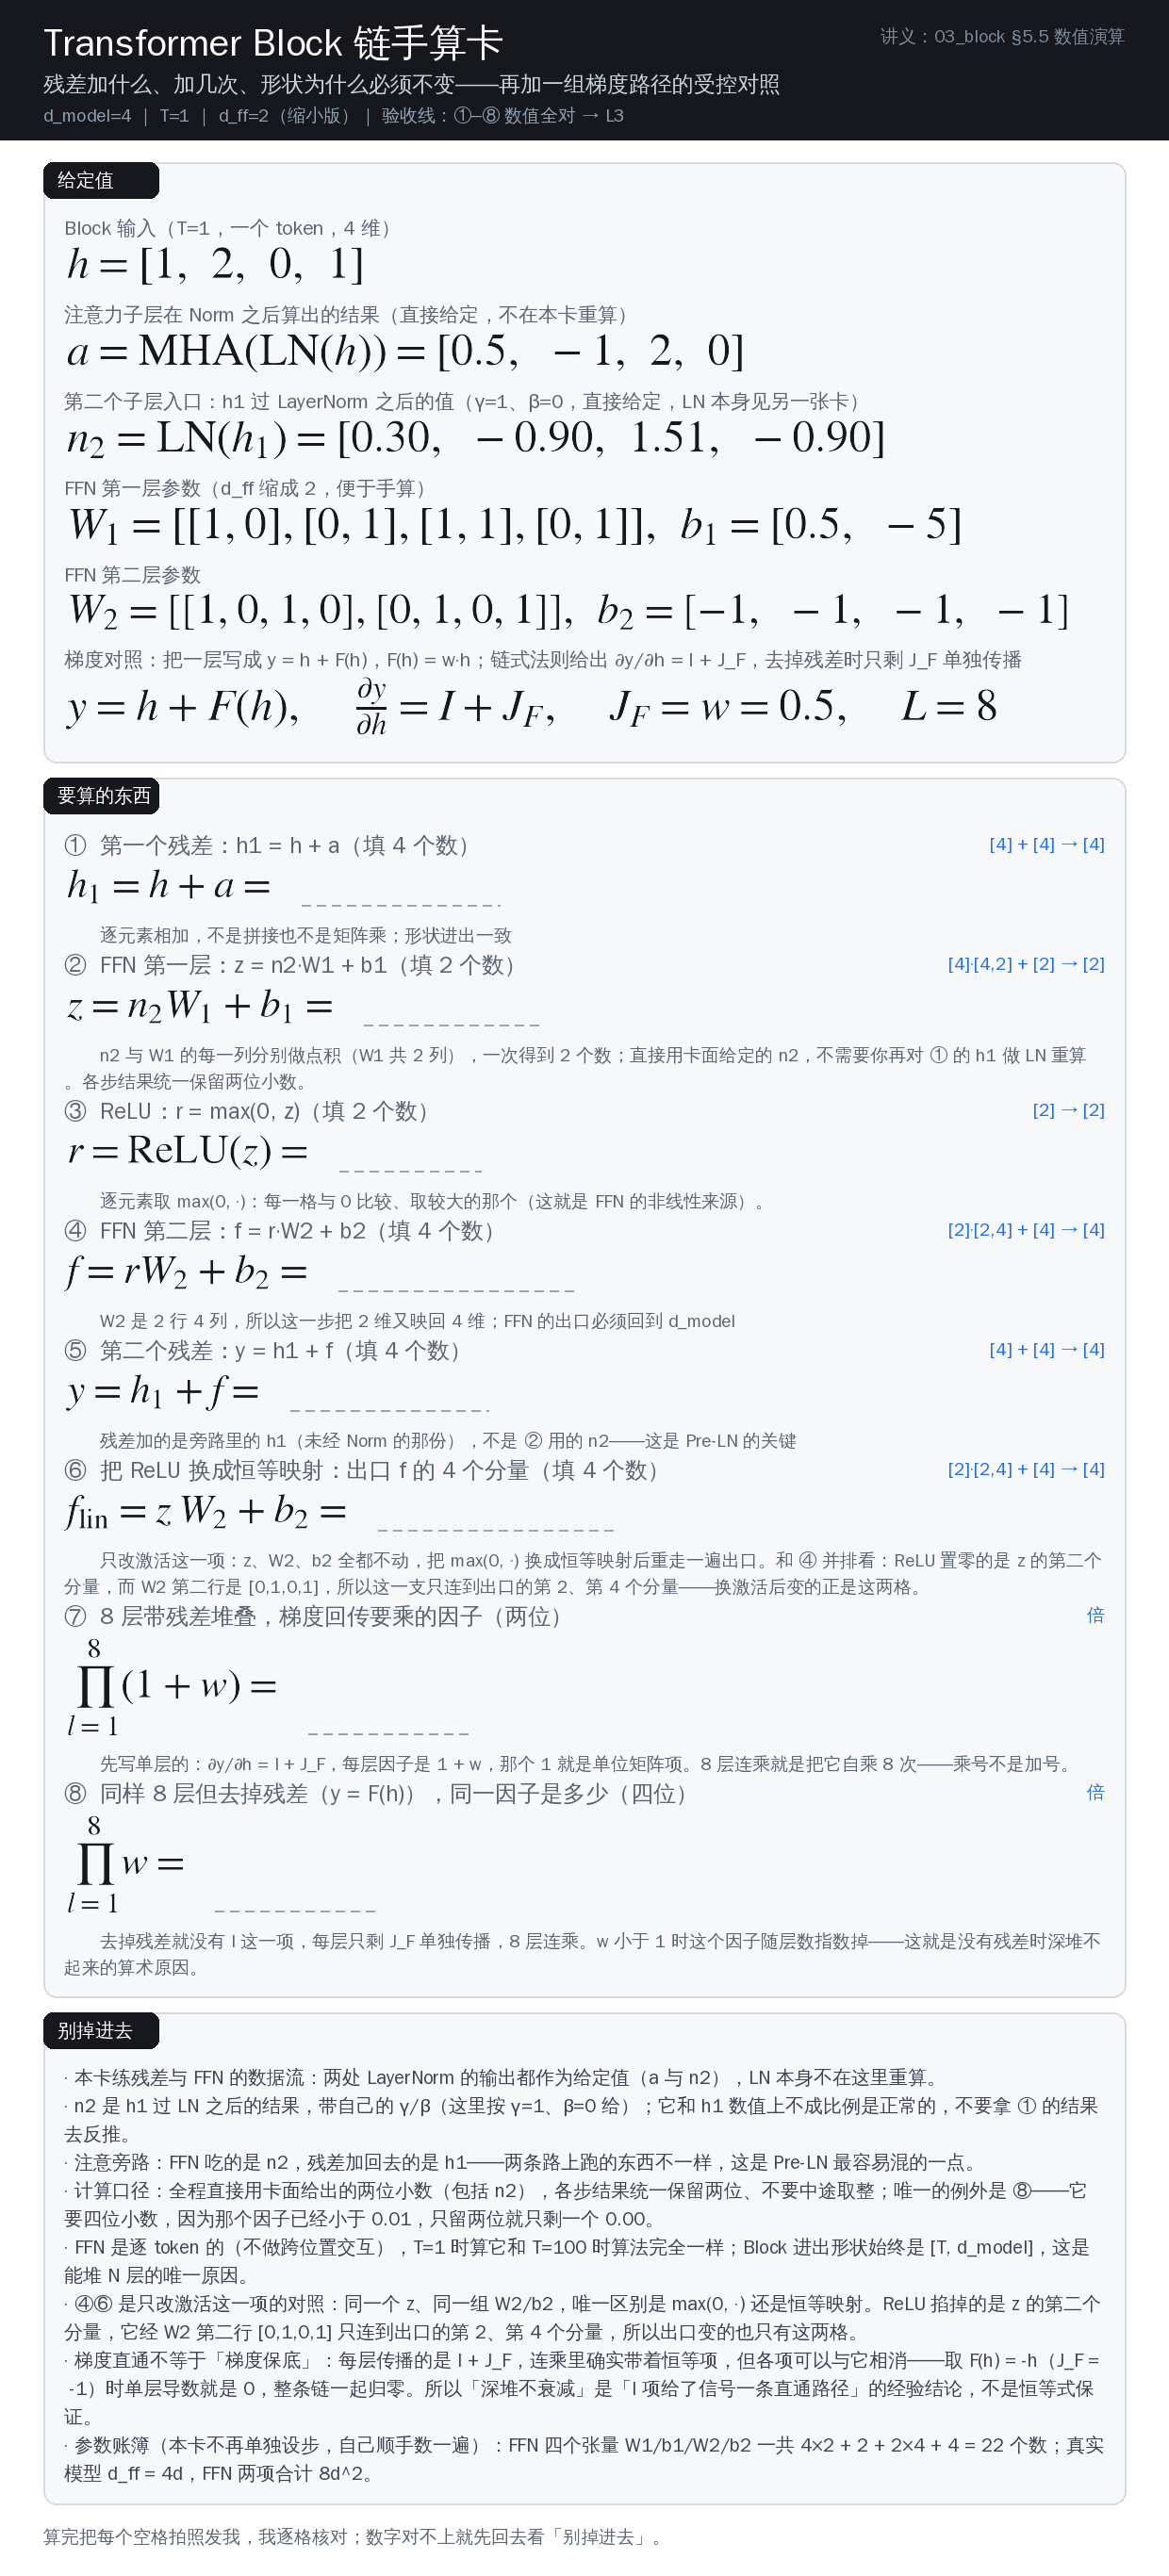 Transformer Block 链手算卡
讲义：03_block §5.5 数值演算
残差加什么、加几次、形状为什么必须不变——再加一组梯度路径的受控对照
d_model=4 ｜ T=1 ｜ d_ff=2（缩小版） ｜ 验收线：①–⑧ 数值全对 → L3
给定值
Block 输入（T=1，一个 token，4 维）
h = [1, 2, 0, 1]
注意力子层在 Norm 之后算出的结果（直接给定，不在本卡重算）
a = MHA(LN(h)) = [0.5, −1, 2, 0]
第二个子层入口：h1 过 LayerNorm 之后的值（γ=1、β=0，直接给定，LN 本身见另一张卡）
n₂ = LN(h₁) = [0.30, −0.90, 1.51, −0.90]
FFN 第一层参数（d_ff 缩成 2，便于手算）
W₁ = [[1, 0], [0, 1], [1, 1], [0, 1]], b₁ = [0.5, −5]
FFN 第二层参数
W₂ = [[1, 0, 1, 0], [0, 1, 0, 1]], b₂ = [−1, −1, −1, −1]
梯度对照：把一层写成 y = h + F(h)，F(h) = w·h；链式法则给出 ∂y/∂h = I + J_F，去掉残差时只剩 J_F 单独传播
y = h + F(h), ∂y/∂h = I + J_F, J_F = w = 0.5, L = 8
要算的东西
① 第一个残差：h1 = h + a（填 4 个数）
[4] + [4] → [4]
h₁ = h + a =
逐元素相加，不是拼接也不是矩阵乘；形状进出一致
② FFN 第一层：z = n2·W1 + b1（填 2 个数）
[4]·[4,2] + [2] → [2]
z = n₂W₁ + b₁ =
n2 与 W1 的每一列分别做点积（W1 共 2 列），一次得到 2 个数；直接用卡面给定的 n2，不需要你再对 ① 的 h1 做 LN 重算
。各步结果统一保留两位小数。
③ ReLU：r = max(0, z)（填 2 个数）
[2] → [2]
r = ReLU(z) =
逐元素取 max(0, ·)：每一格与 0 比较、取较大的那个（这就是 FFN 的非线性来源）。
④ FFN 第二层：f = r·W2 + b2（填 4 个数）
[2]·[2,4] + [4] → [4]
f = rW₂ + b₂ =
W2 是 2 行 4 列，所以这一步把 2 维又映回 4 维；FFN 的出口必须回到 d_model
⑤ 第二个残差：y = h1 + f（填 4 个数）
[4] + [4] → [4]
y = h₁ + f =
残差加的是旁路里的 h1（未经 Norm 的那份），不是 ② 用的 n2——这是 Pre-LN 的关键
⑥ 把 ReLU 换成恒等映射：出口 f 的 4 个分量（填 4 个数）
[2]·[2,4] + [4] → [4]
f_lin = z W₂ + b₂ =
只改激活这一项：z、W2、b2 全都不动，把 max(0, ·) 换成恒等映射后重走一遍出口。和 ④ 并排看：ReLU 置零的是 z 的第二个
分量，而 W2 第二行是 [0,1,0,1]，所以这一支只连到出口的第 2、第 4 个分量——换激活后变的正是这两格。
⑦ 8 层带残差堆叠，梯度回传要乘的因子（两位）
倍
8
∏(1 + w) =
l = 1
先写单层的：∂y/∂h = I + J_F，每层因子是 1 + w，那个 1 就是单位矩阵项。8 层连乘就是把它自乘 8 次——乘号不是加号。
⑧ 同样 8 层但去掉残差（y = F(h)），同一因子是多少（四位）
倍
8
∏ w =
l = 1
去掉残差就没有 I 这一项，每层只剩 J_F 单独传播，8 层连乘。w 小于 1 时这个因子随层数指数掉——这就是没有残差时深堆不
起来的算术原因。
别掉进去
· 本卡练残差与 FFN 的数据流：两处 LayerNorm 的输出都作为给定值（a 与 n2），LN 本身不在这里重算。
· n2 是 h1 过 LN 之后的结果，带自己的 γ/β（这里按 γ=1、β=0 给）；它和 h1 数值上不成比例是正常的，不要拿 ① 的结果
去反推。
· 注意旁路：FFN 吃的是 n2，残差加回去的是 h1——两条路上跑的东西不一样，这是 Pre-LN 最容易混的一点。
· 计算口径：全程直接用卡面给出的两位小数（包括 n2），各步结果统一保留两位、不要中途取整；唯一的例外是 ⑧——它
要四位小数，因为那个因子已经小于 0.01，只留两位就只剩一个 0.00。
· FFN 是逐 token 的（不做跨位置交互），T=1 时算它和 T=100 时算法完全一样；Block 进出形状始终是 [T, d_model]，这是
能堆 N 层的唯一原因。
· ④⑥ 是只改激活这一项的对照：同一个 z、同一组 W2/b2，唯一区别是 max(0, ·) 还是恒等映射。ReLU 掐掉的是 z 的第二个
分量，它经 W2 第二行 [0,1,0,1] 只连到出口的第 2、第 4 个分量，所以出口变的也只有这两格。
· 梯度直通不等于「梯度保底」：每层传播的是 I + J_F，连乘里确实带着恒等项，但各项可以与它相消——取 F(h) = -h（J_F =
-1）时单层导数就是 0，整条链一起归零。所以「深堆不衰减」是「I 项给了信号一条直通路径」的经验结论，不是恒等式保
证。
· 参数账簿（本卡不再单独设步，自己顺手数一遍）：FFN 四个张量 W1/b1/W2/b2 一共 4×2 + 2 + 2×4 + 4 = 22 个数；真实
模型 d_ff = 4d，FFN 两项合计 8d^2。
算完把每个空格拍照发我，我逐格核对；数字对不上就先回去看「别掉进去」。